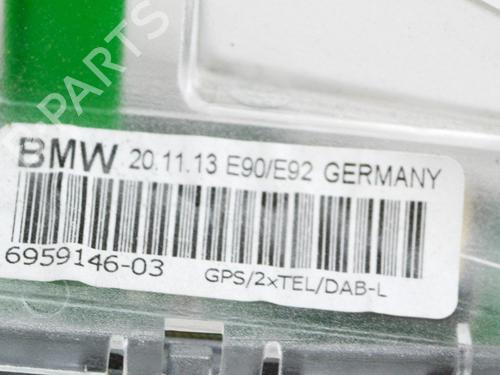 PARTS
BMW 20.11.13 E90/E92 GERMANY
6959146-03 GPS/2xTEL/DAB-L